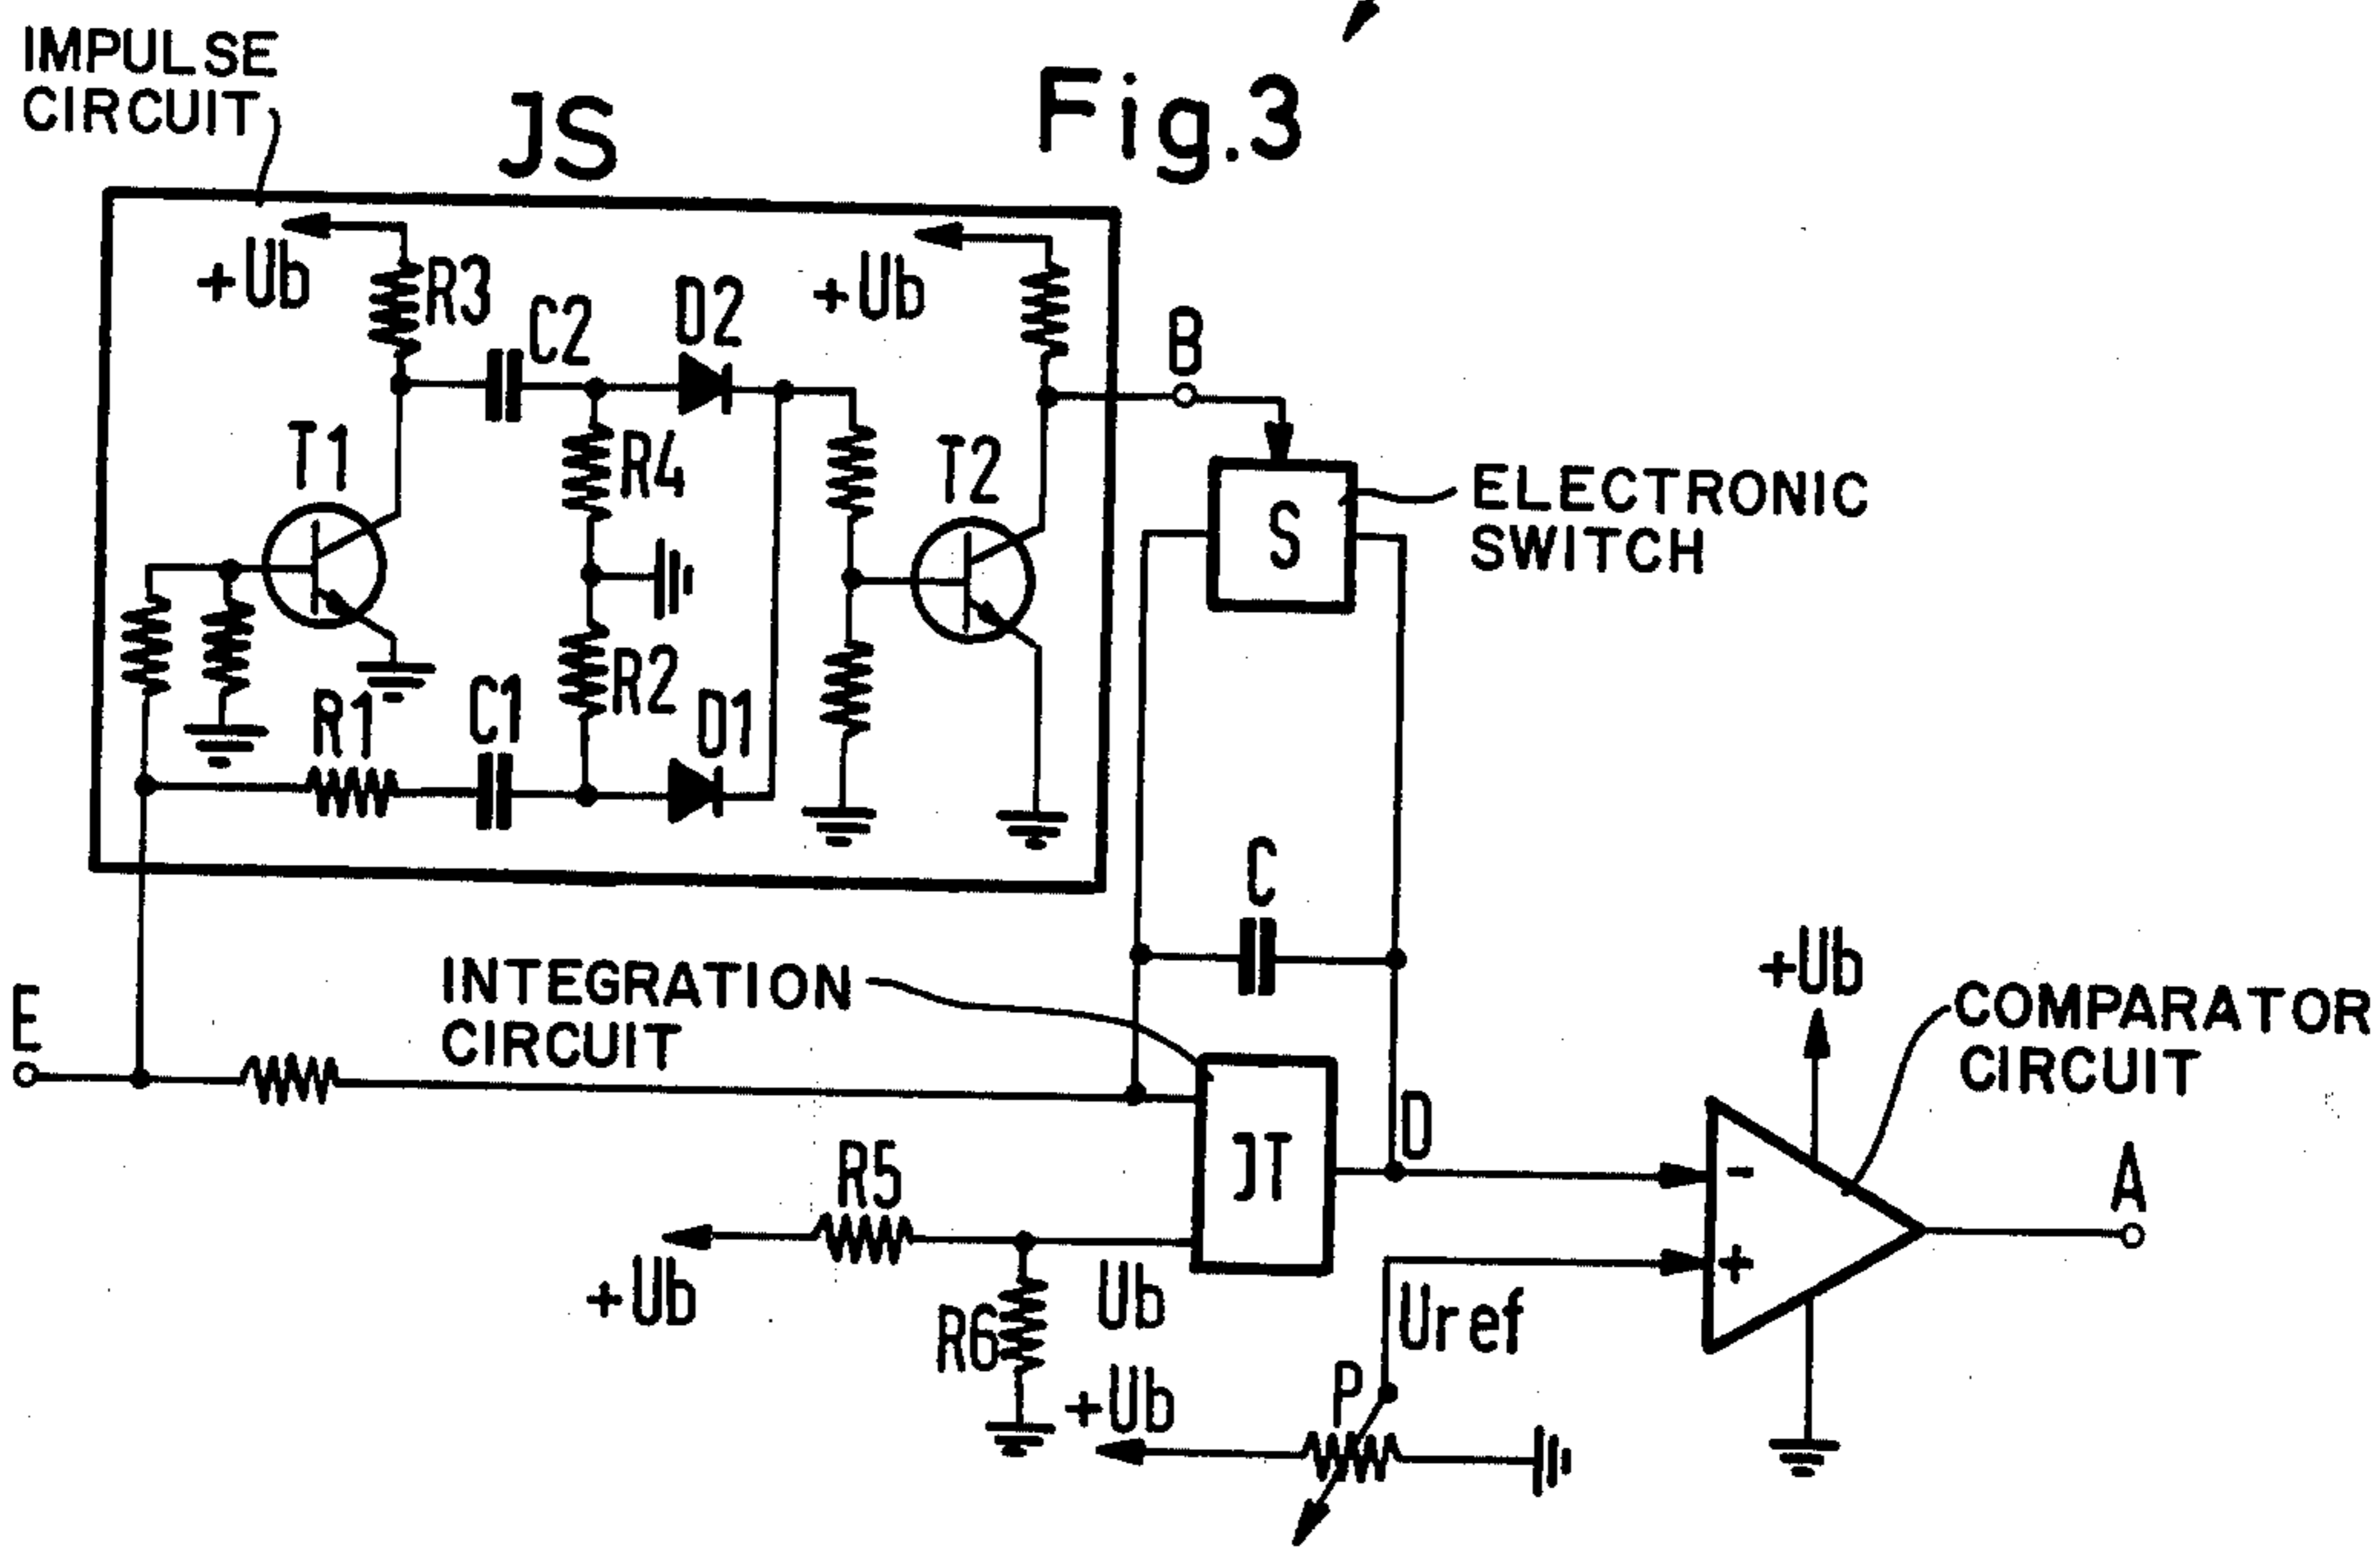 IMPULSE
CIRCUIT
JS
Fig.3
+Ub
R3
C2
D2
+Ub
B
T1
R4
T2
S
ELECTRONIC
SWITCH
R1
C1
R2
D1
C
INTEGRATION
CIRCUIT
+Ub
COMPARATOR
CIRCUIT
E
D
JT
-
A
R5
+Ub
R6
Ub
+
Uref
+Ub
P